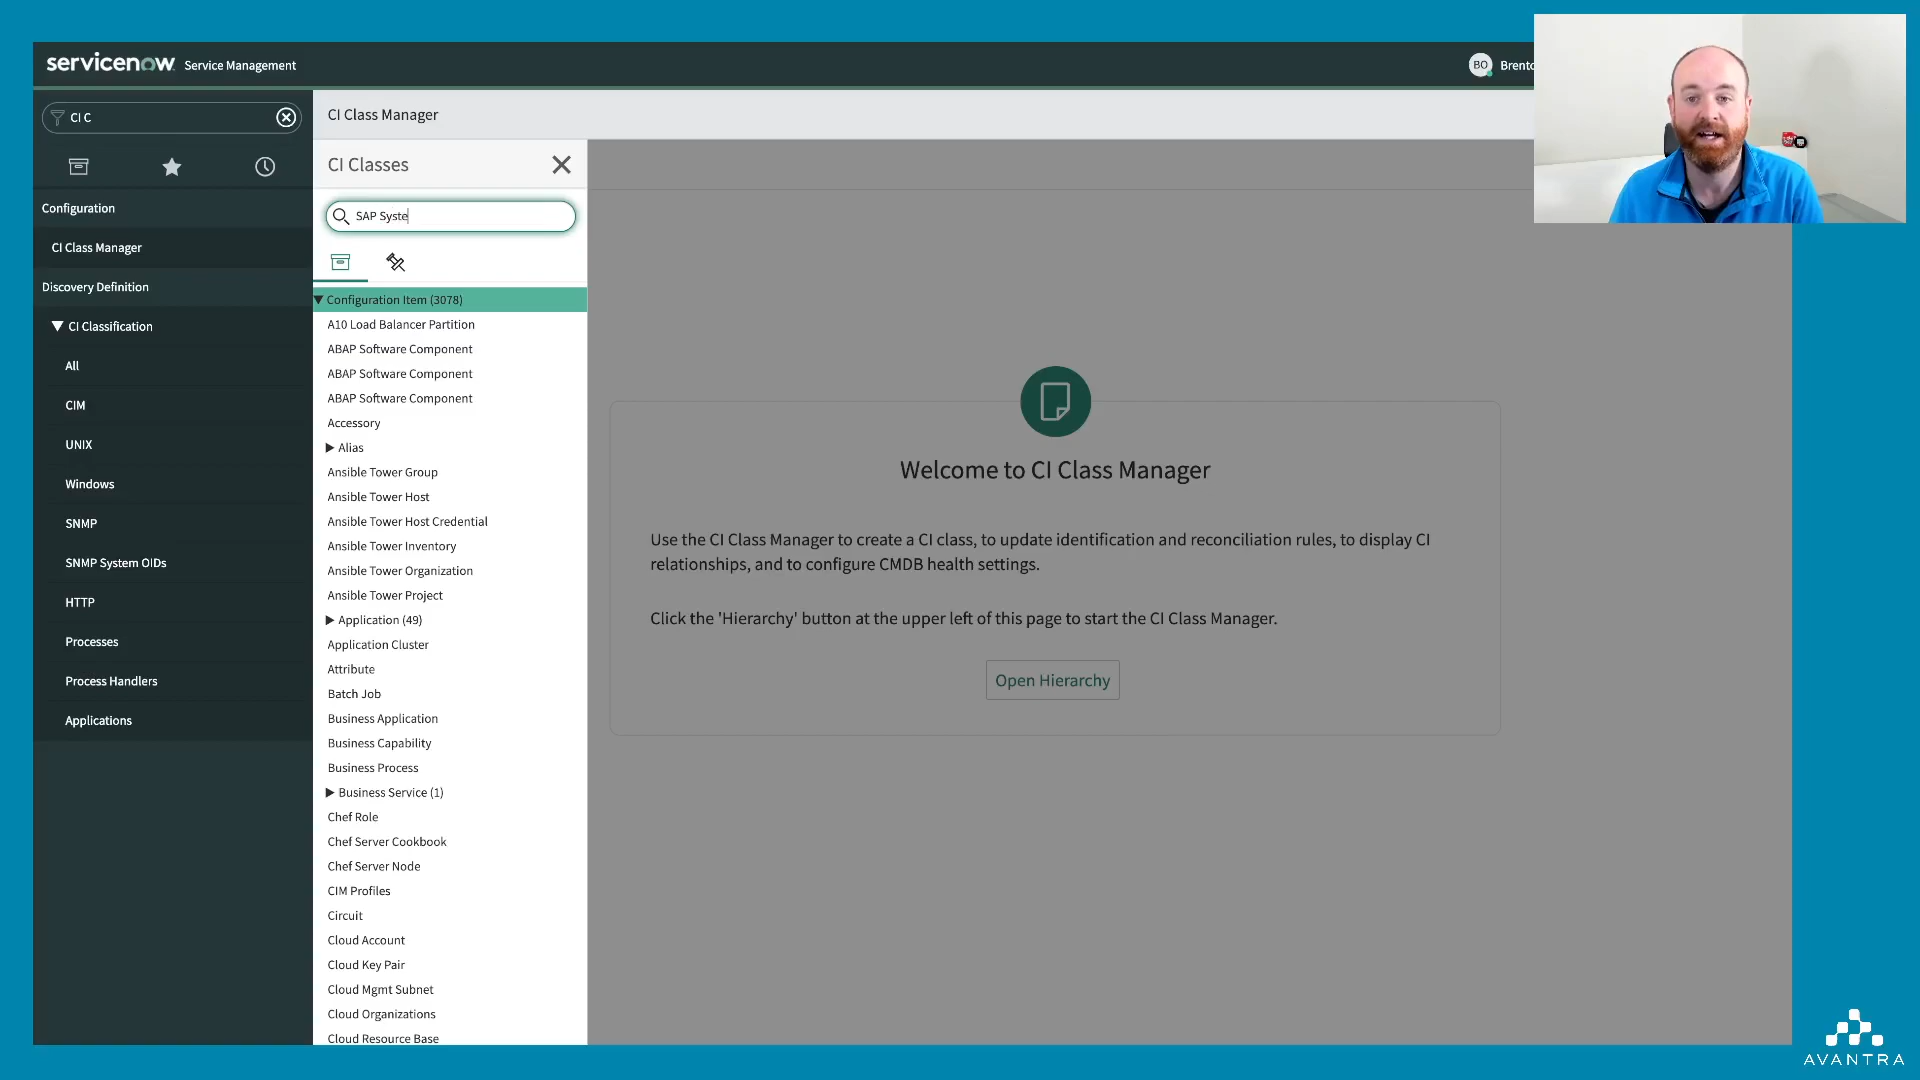 servicenow Service Management
BO Brento
CI C
Configuration
CI Class Manager
Discovery Definition
▼ CI Classification
All
CIM
UNIX
Windows
SNMP
SNMP System OIDs
HTTP
Processes
Process Handlers
Applications
CI Class Manager
CI Classes
SAP Syste
▼ Configuration Item (3078)
A10 Load Balancer Partition
ABAP Software Component
ABAP Software Component
ABAP Software Component
Accessory
▶ Alias
Ansible Tower Group
Ansible Tower Host
Ansible Tower Host Credential
Ansible Tower Inventory
Ansible Tower Organization
Ansible Tower Project
▶ Application (49)
Application Cluster
Attribute
Batch Job
Business Application
Business Capability
Business Process
▶ Business Service (1)
Chef Role
Chef Server Cookbook
Chef Server Node
CIM Profiles
Circuit
Cloud Account
Cloud Key Pair
Cloud Mgmt Subnet
Cloud Organizations
Cloud Resource Base
Welcome to CI Class Manager
Use the CI Class Manager to create a CI class, to update identification and reconciliation rules, to display CI
relationships, and to configure CMDB health settings.
Click the 'Hierarchy' button at the upper left of this page to start the CI Class Manager.
Open Hierarchy
AVANTRA